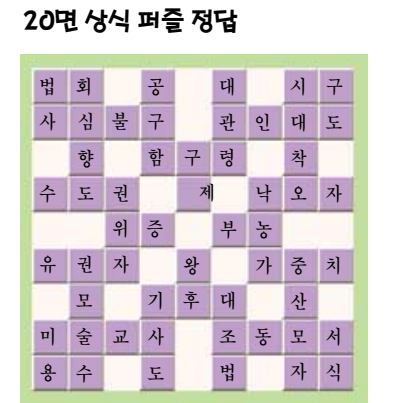 20면 상식 퍼즐 정답
법 회 공 대 시 구
사 심 불 구 관 인 대 도
향 함 구 령 착
수 도 권 제 낙 오 자
위 증 부 농
유 권 자 왕 가 중 치
모 기 후 대 산
미 술 교 사 조 동 모 서
용 수 도 법 자 식